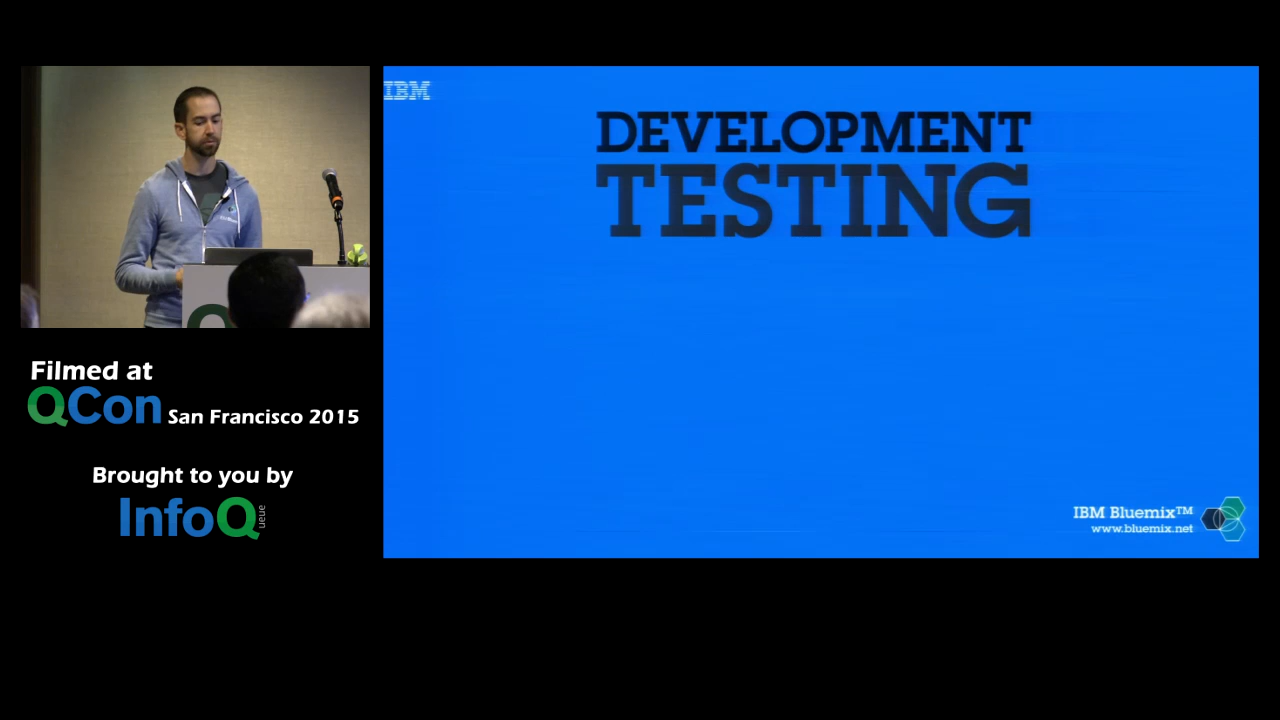 IBM
DEVELOPMENT
TESTING
IBM Bluemix™
www.bluemix.net
Filmed at
QCon San Francisco 2015
Brought to you by
InfoQ
ueue